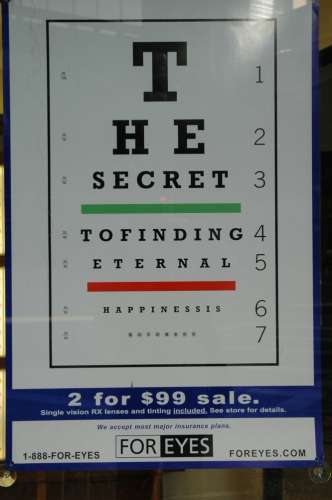 T 1
HE 2
SECRET 3
TOFINDING 4
ETERNAL 5
HAPPINESSIS 6
******** 7
2 for $99 sale.
Single vision RX lenses and tinting included. See store for details.
We accept most major insurance plans.
1-888-FOR-EYES FOR EYES FOREYES.COM